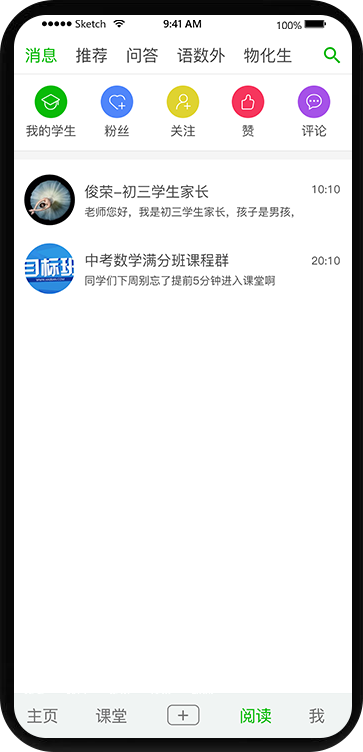 Sketch 9:41 AM 100%
消息 推荐 问答 语数外 物化生
我的学生 粉丝 关注 赞 评论
俊荣-初三学生家长 10:10
老师您好，我是初三学生家长，孩子是男孩，
目标班
中考数学满分班课程群 20:10
同学们下周别忘了提前5分钟进入课堂啊
主页 课堂 阅读 我